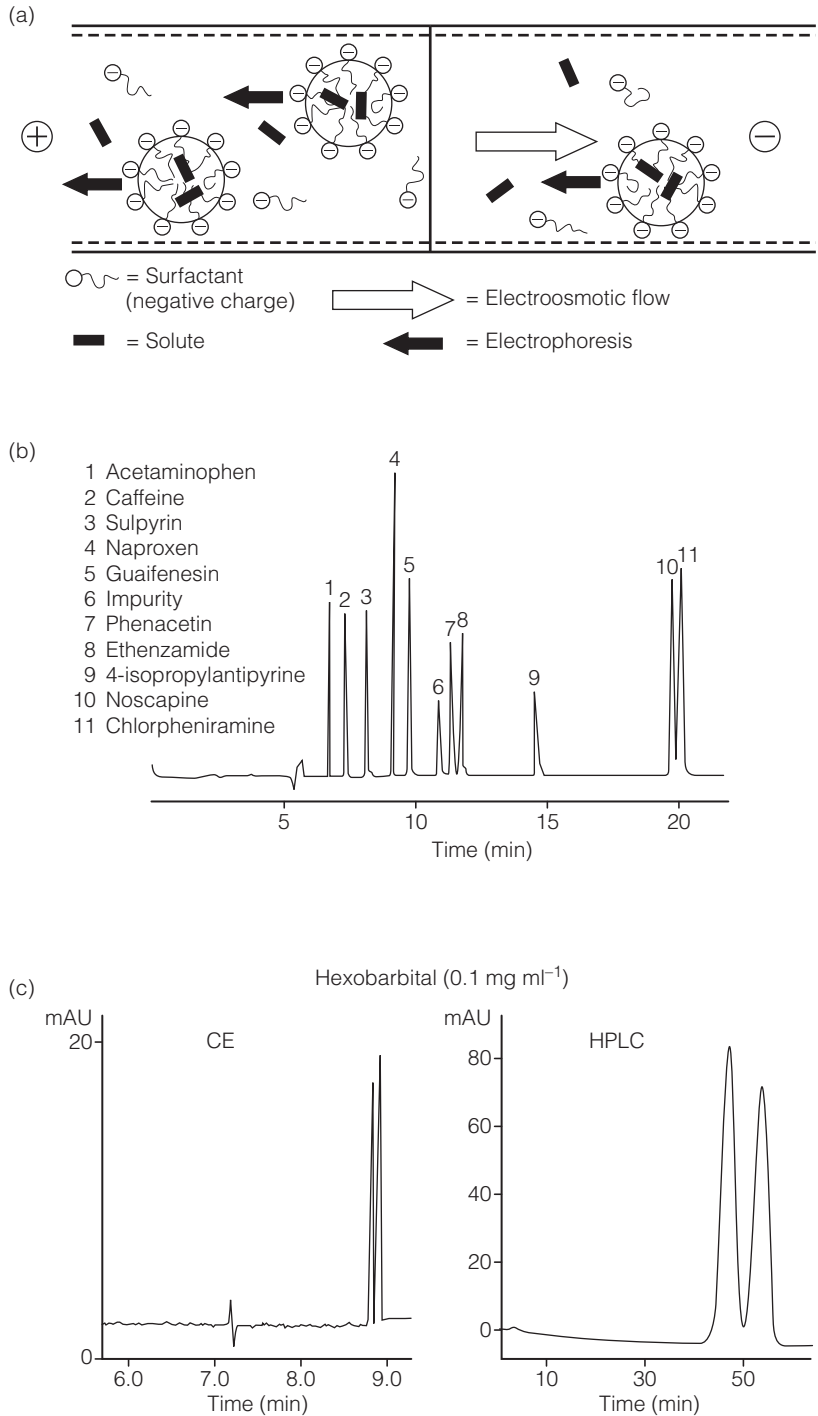 (a)
+
−
= Surfactant
(negative charge)
= Electroosmotic flow
= Solute
= Electrophoresis
(b)
1 Acetaminophen
2 Caffeine
3 Sulpyrin
4 Naproxen
5 Guaifenesin
6 Impurity
7 Phenacetin
8 Ethenzamide
9 4-isopropylantipyrine
10 Noscapine
11 Chlorpheniramine
1 2 3 4 5 6 7 8 9 10 11
5 10 15 20
Time (min)
(c)
Hexobarbital (0.1 mg ml⁻¹)
mAU
CE
20
0
6.0 7.0 8.0 9.0
Time (min)
mAU
HPLC
80
60
40
20
0
10 30 50
Time (min)